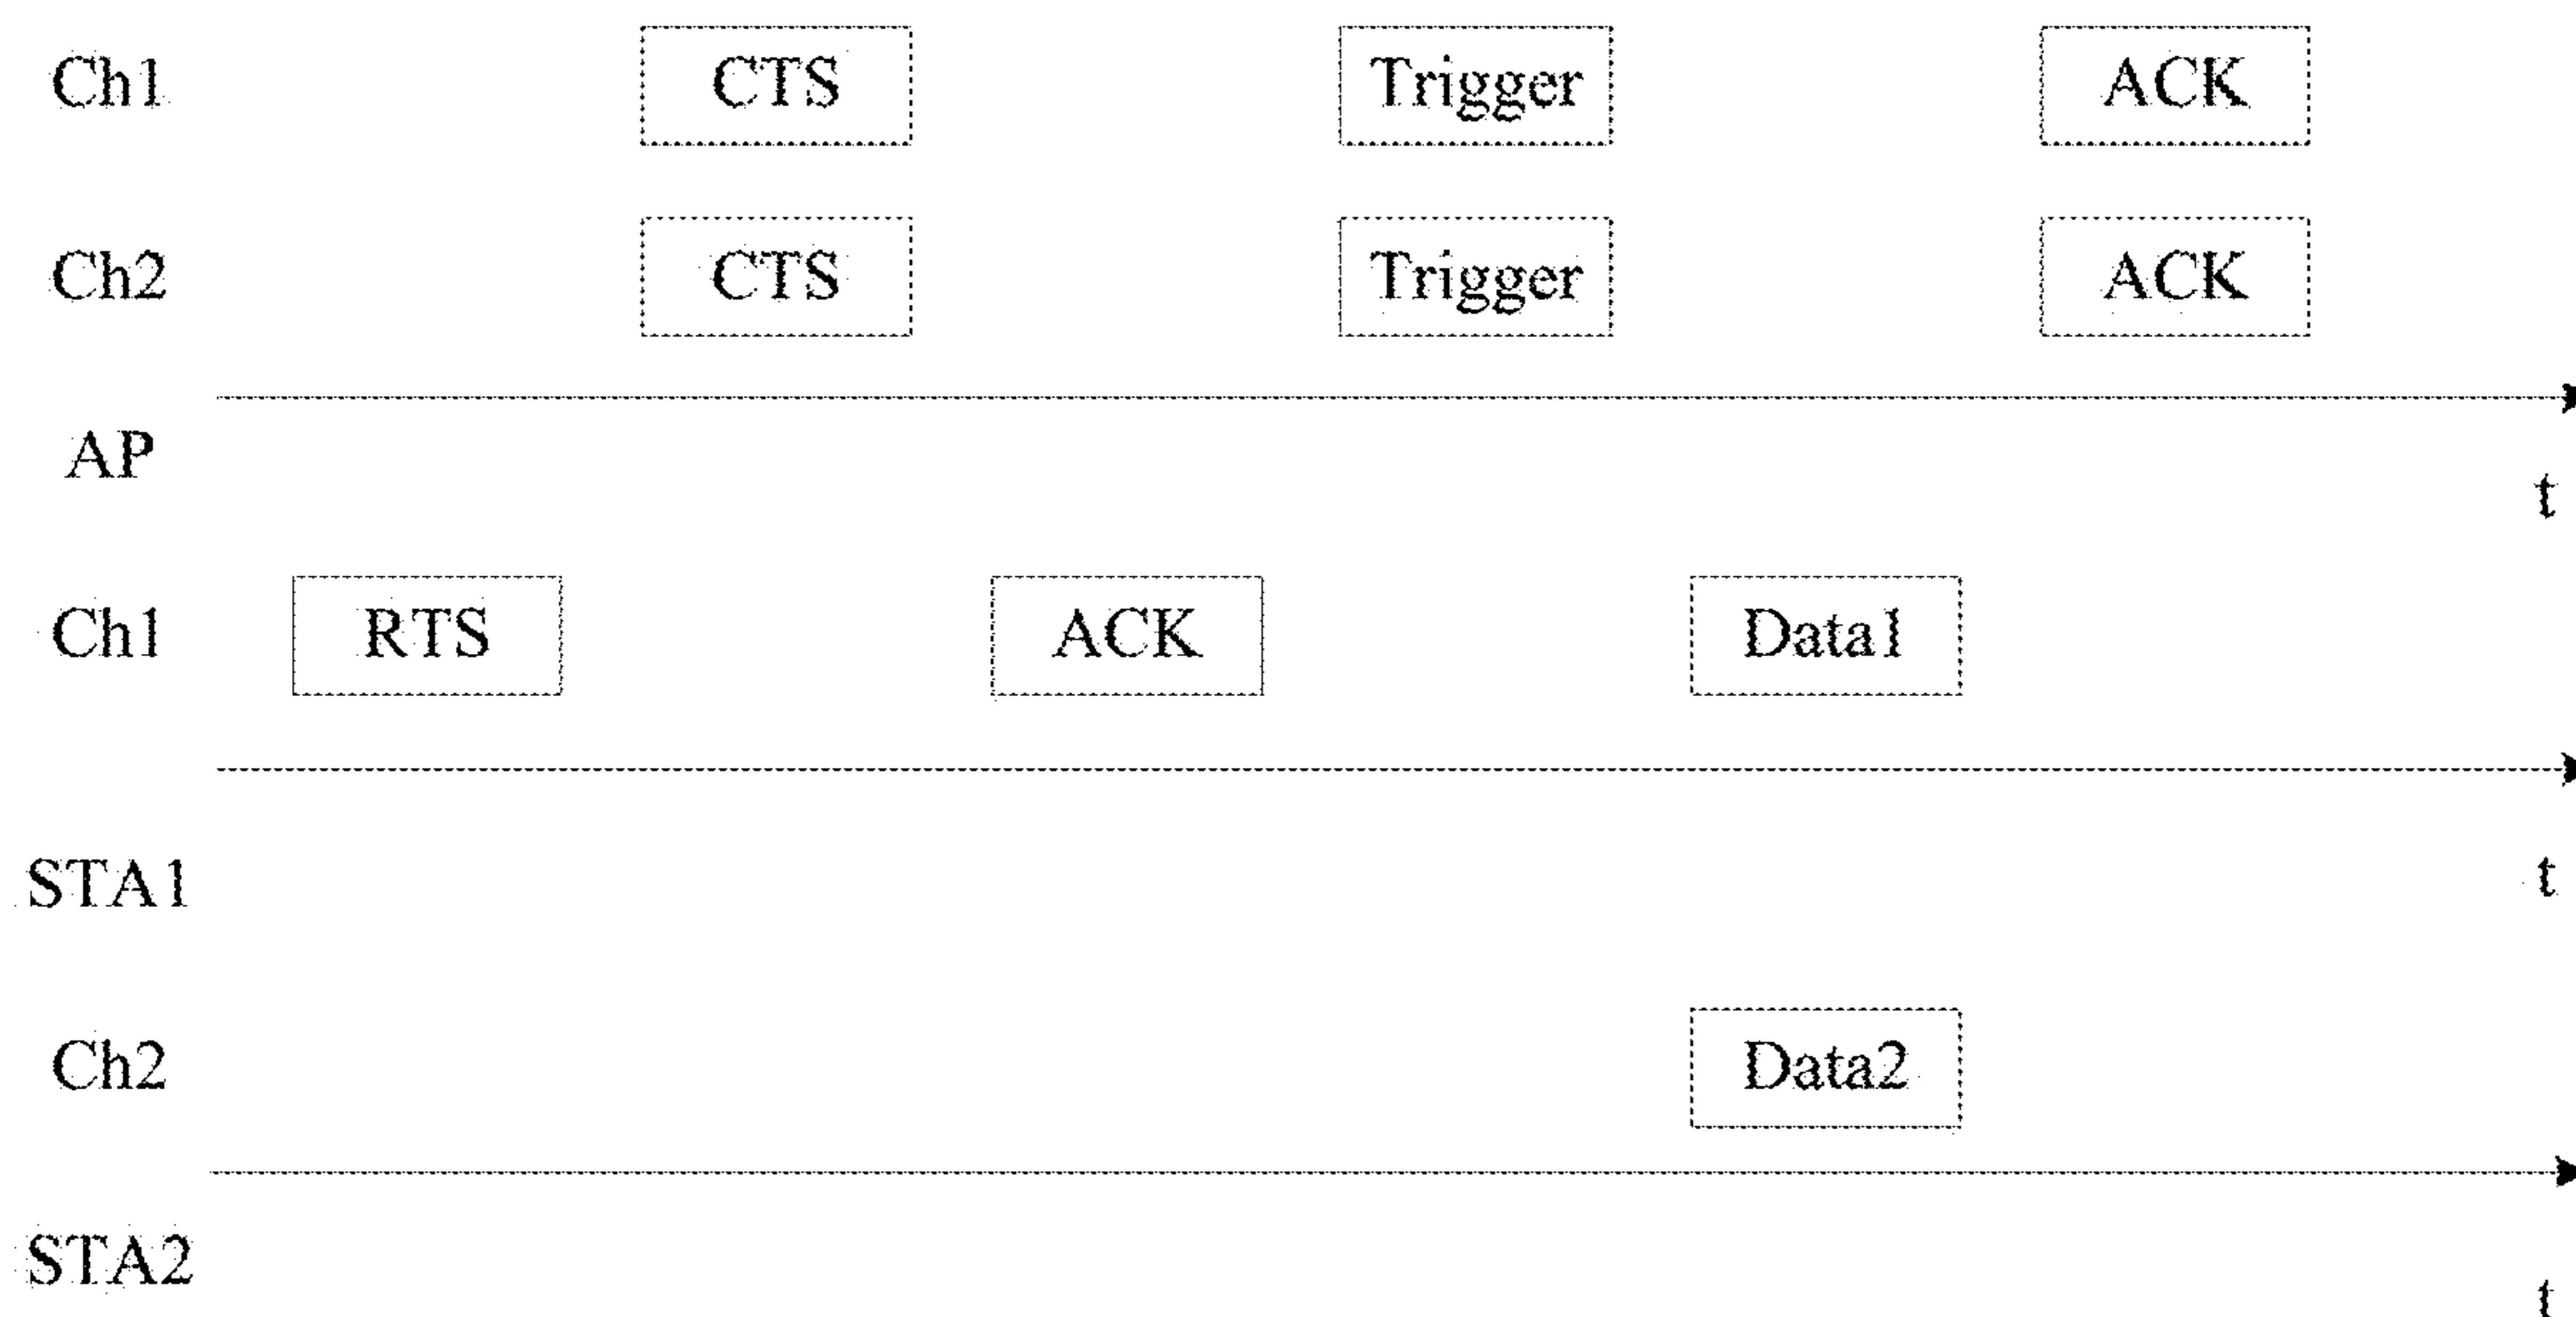 Ch1 CTS Trigger ACK
Ch2 CTS Trigger ACK
AP
t
Ch1 RTS ACK Data1
STA1 t
Ch2 Data2
STA2
t